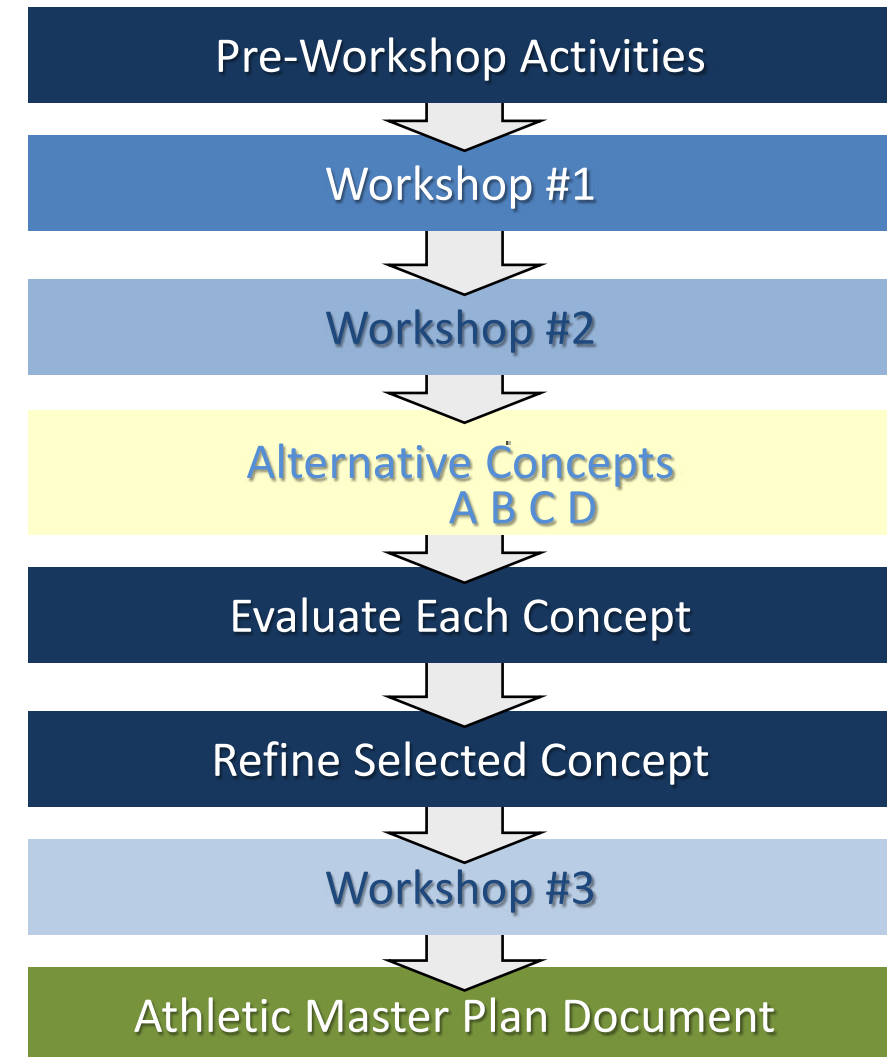 Pre-Workshop Activities
Workshop #1
Workshop #2
Alternative Concepts
A B C D
Evaluate Each Concept
Refine Selected Concept
Workshop #3
Athletic Master Plan Document